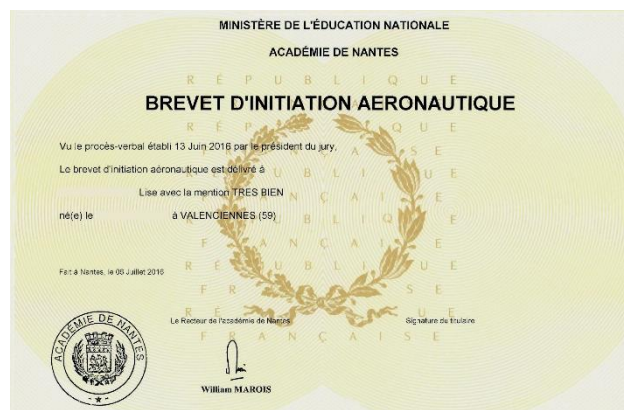 MINISTÈRE DE L'ÉDUCATION NATIONALE
ACADÉMIE DE NANTES
BREVET D'INITIATION AERONAUTIQUE
Vu le procès-verbal établi 13 Juin 2016 par le président du jury,
Le brevet d'initiation aéronautique est délivré à
Lise avec la mention TRES BIEN
né(e) le à VALENCIENNES (59)
Fait à Nantes, le 05 Juillet 2016
Le Recteur de l'académie de Nantes
Signature du titulaire
ACADÉMIE DE NANTES
William MAROIS
RÉPUBLIQUE
FRANÇAISE